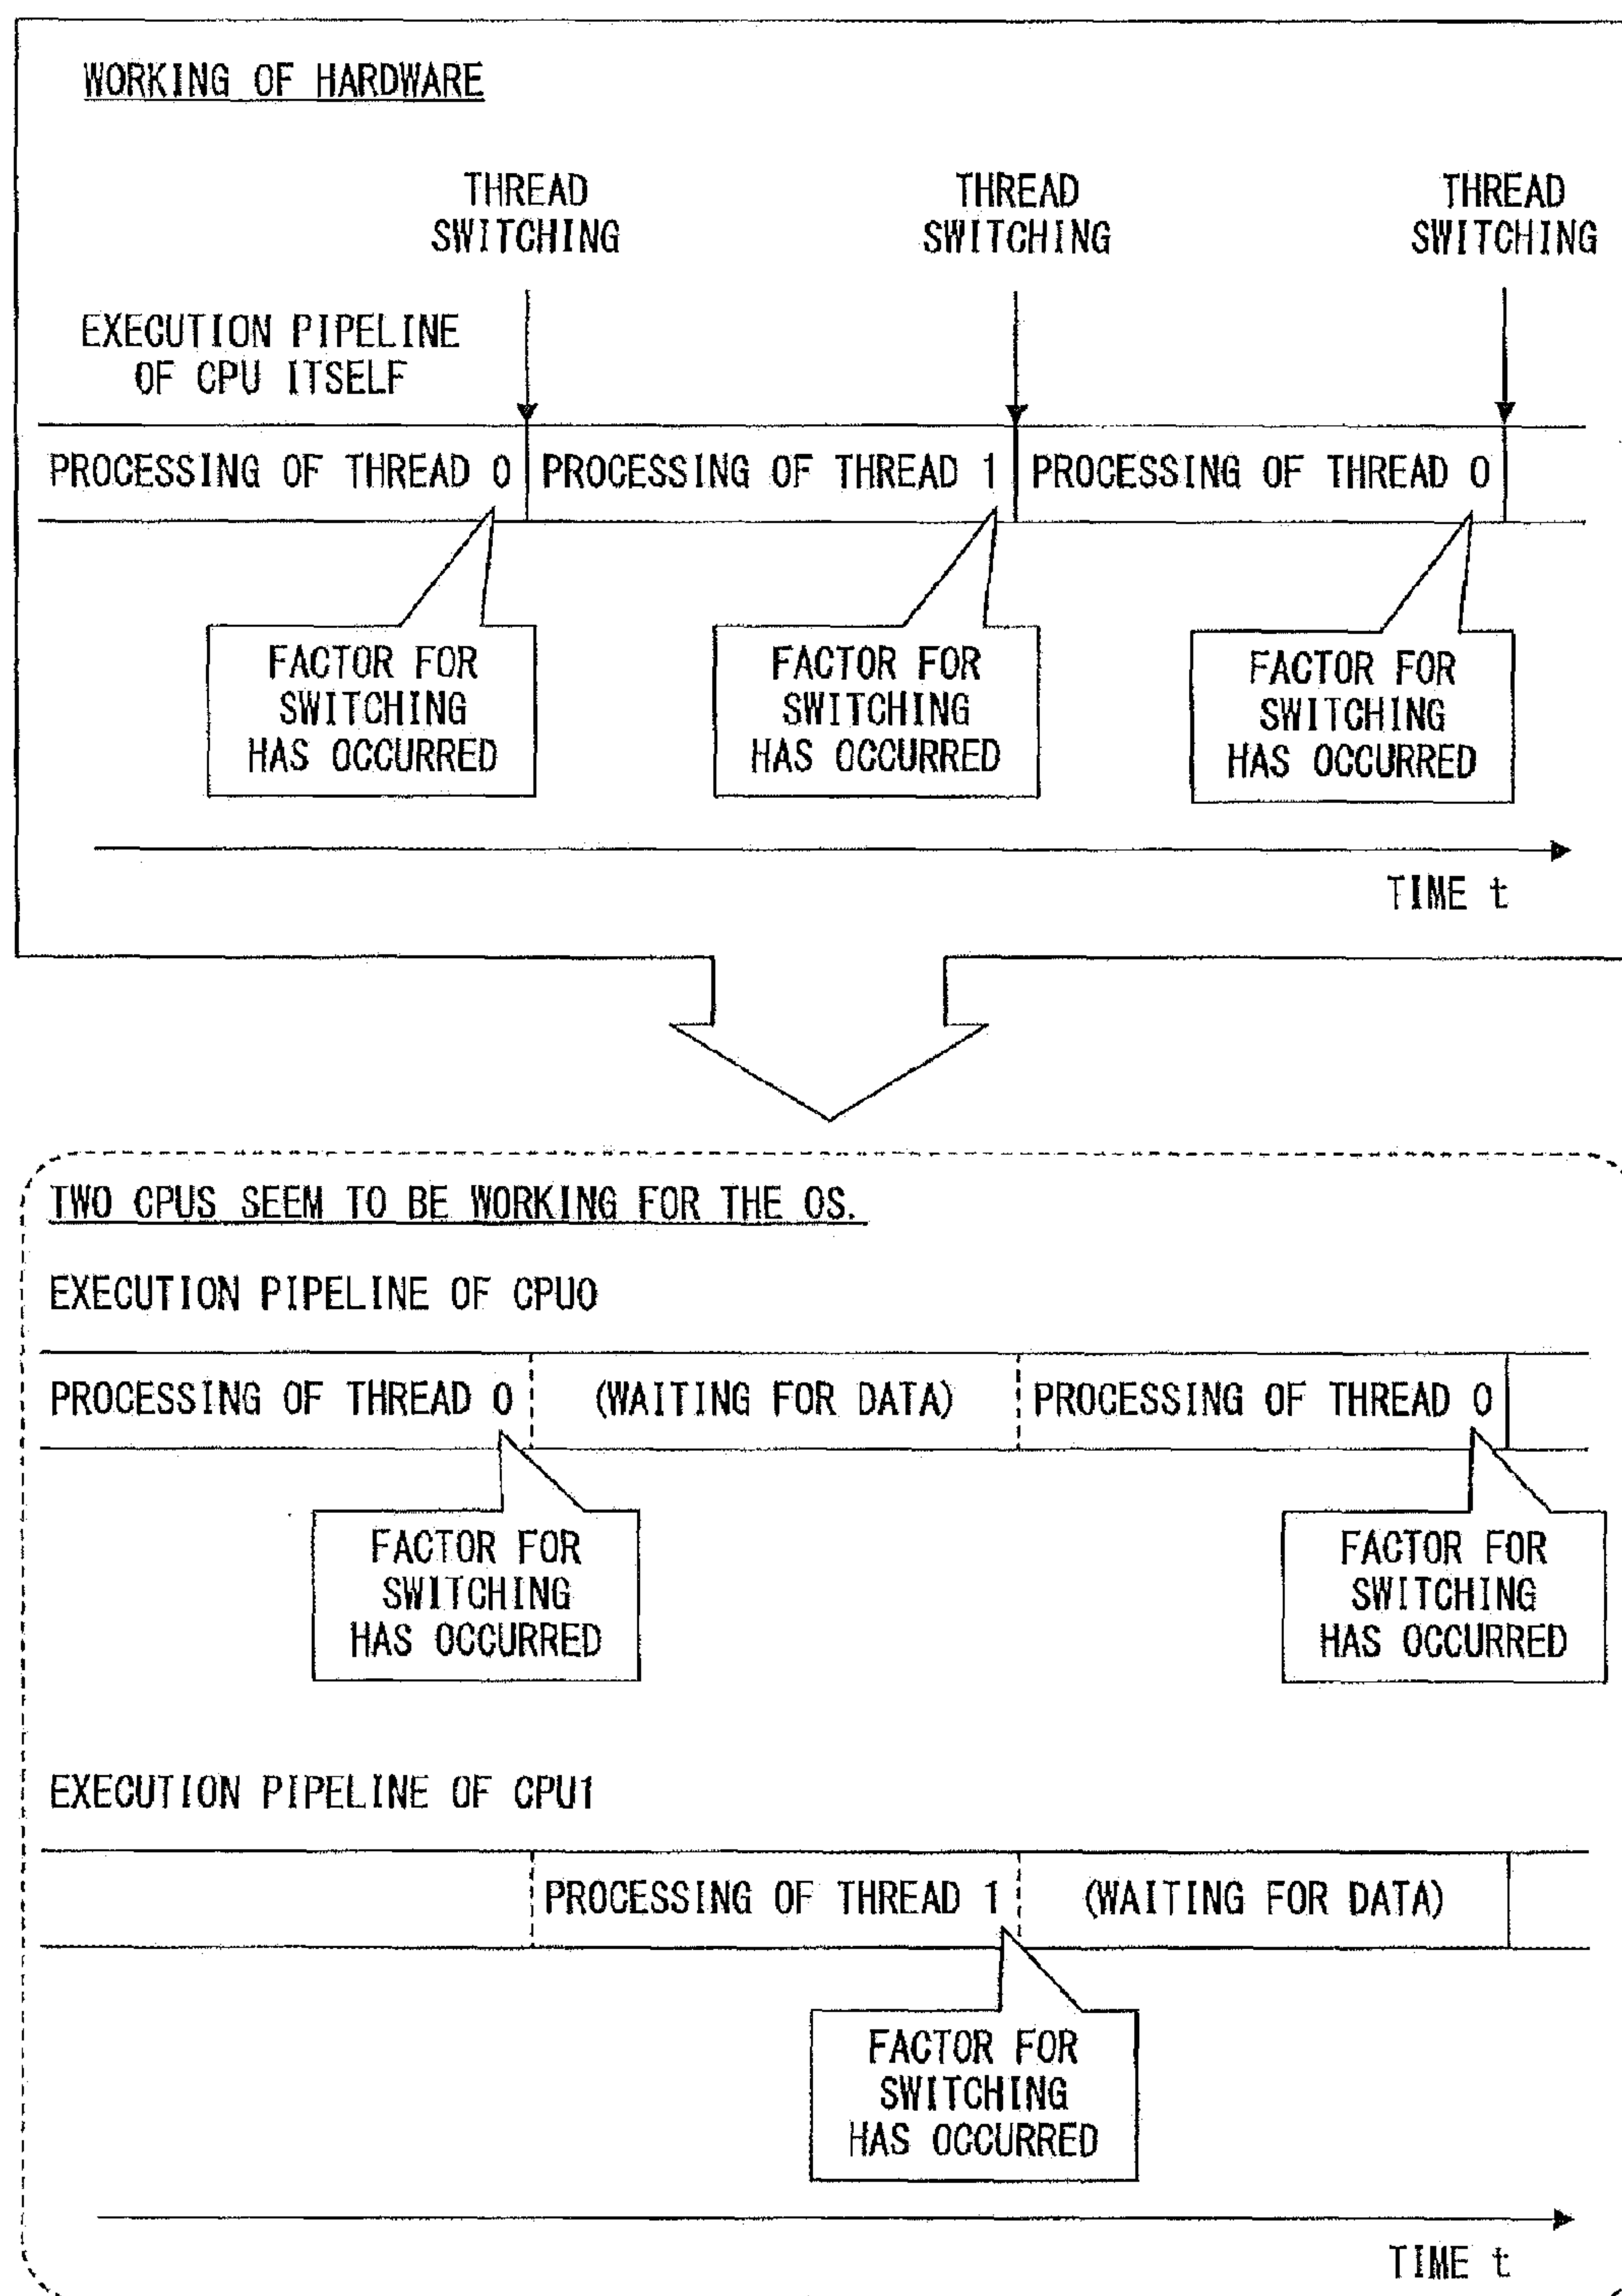 WORKING OF HARDWARE
THREAD
SWITCHING
THREAD
SWITCHING
THREAD
SWITCHING
EXECUTION PIPELINE
OF CPU ITSELF
PROCESSING OF THREAD 0
PROCESSING OF THREAD 1
PROCESSING OF THREAD 0
FACTOR FOR
SWITCHING
HAS OCCURRED
FACTOR FOR
SWITCHING
HAS OCCURRED
FACTOR FOR
SWITCHING
HAS OCCURRED
TIME t
TWO CPUS SEEM TO BE WORKING FOR THE OS.
EXECUTION PIPELINE OF CPU0
PROCESSING OF THREAD 0
(WAITING FOR DATA)
PROCESSING OF THREAD 0
FACTOR FOR
SWITCHING
HAS OCCURRED
FACTOR FOR
SWITCHING
HAS OCCURRED
EXECUTION PIPELINE OF CPU1
PROCESSING OF THREAD 1
(WAITING FOR DATA)
FACTOR FOR
SWITCHING
HAS OCCURRED
TIME t